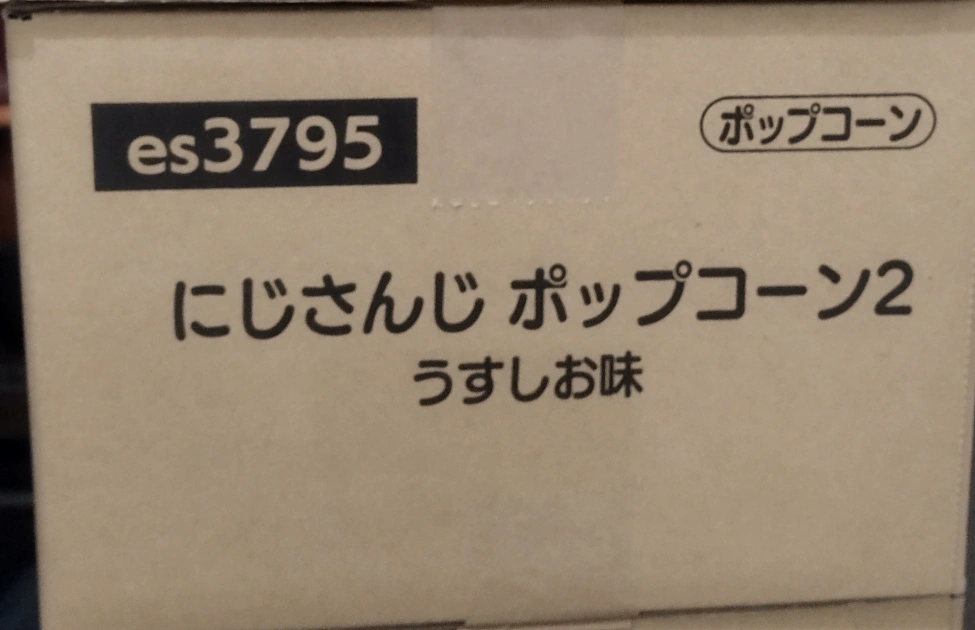 es3795
ポップコーン
にじさんじ ポップコーン2
うすしお味